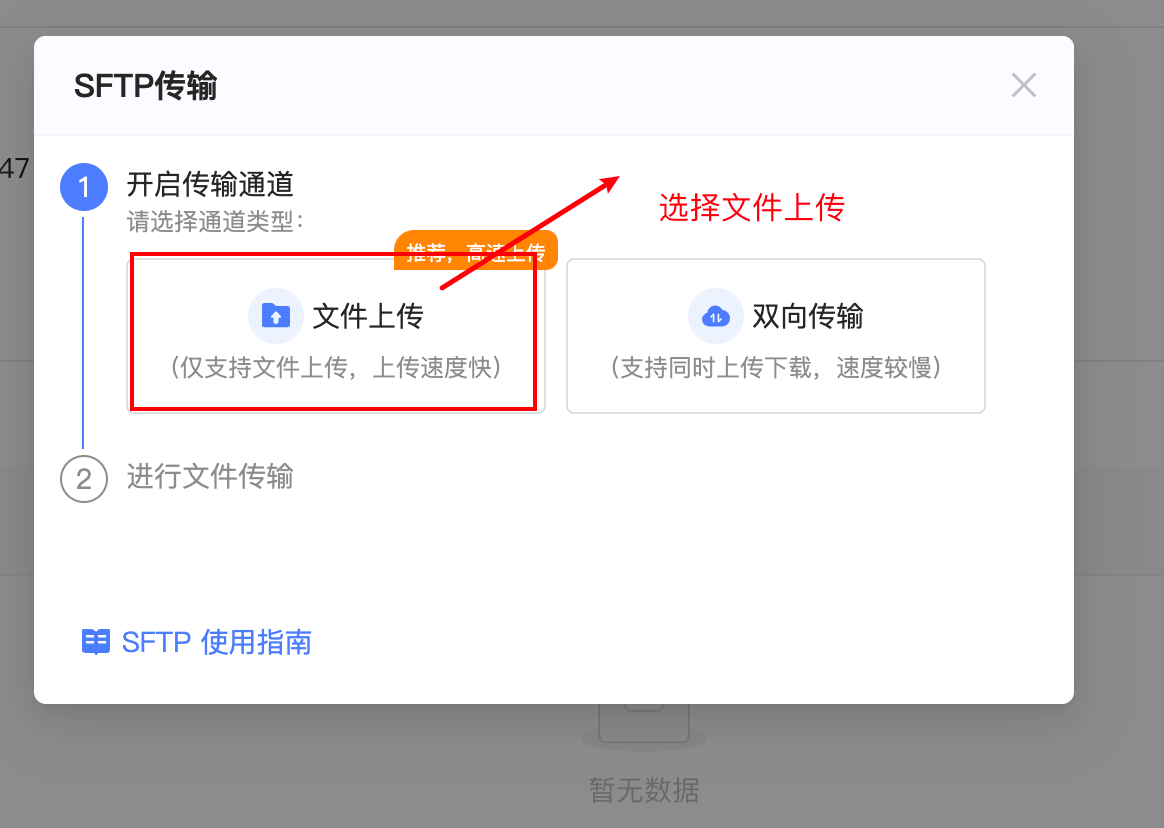 SFTP传输
47
1
开启传输通道
请选择通道类型：
选择文件上传
推荐，高速上传
文件上传
（仅支持文件上传，上传速度快）
双向传输
（支持同时上传下载，速度较慢）
2
进行文件传输
SFTP 使用指南
暂无数据